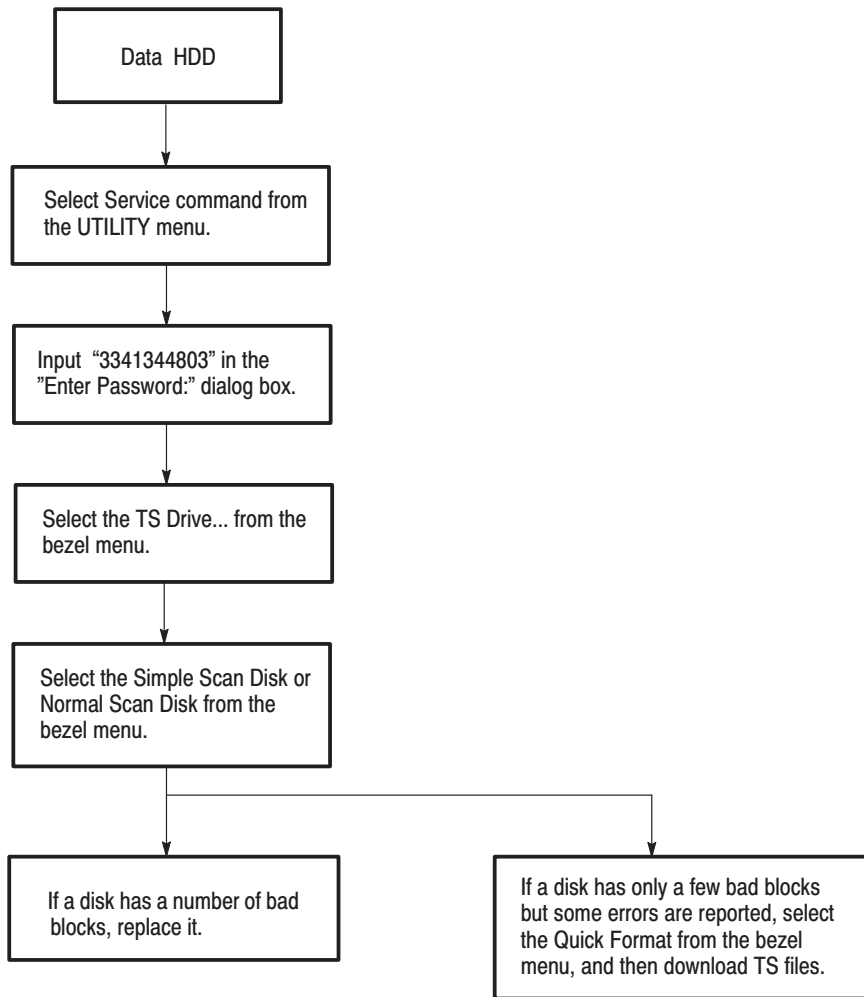 Data HDD
Select Service command from
the UTILITY menu.
Input “3341344803” in the
”Enter Password:” dialog box.
Select the TS Drive... from the
bezel menu.
Select the Simple Scan Disk or
Normal Scan Disk from the
bezel menu.
If a disk has a number of bad
blocks, replace it.
If a disk has only a few bad blocks
but some errors are reported, select
the Quick Format from the bezel
menu, and then download TS files.